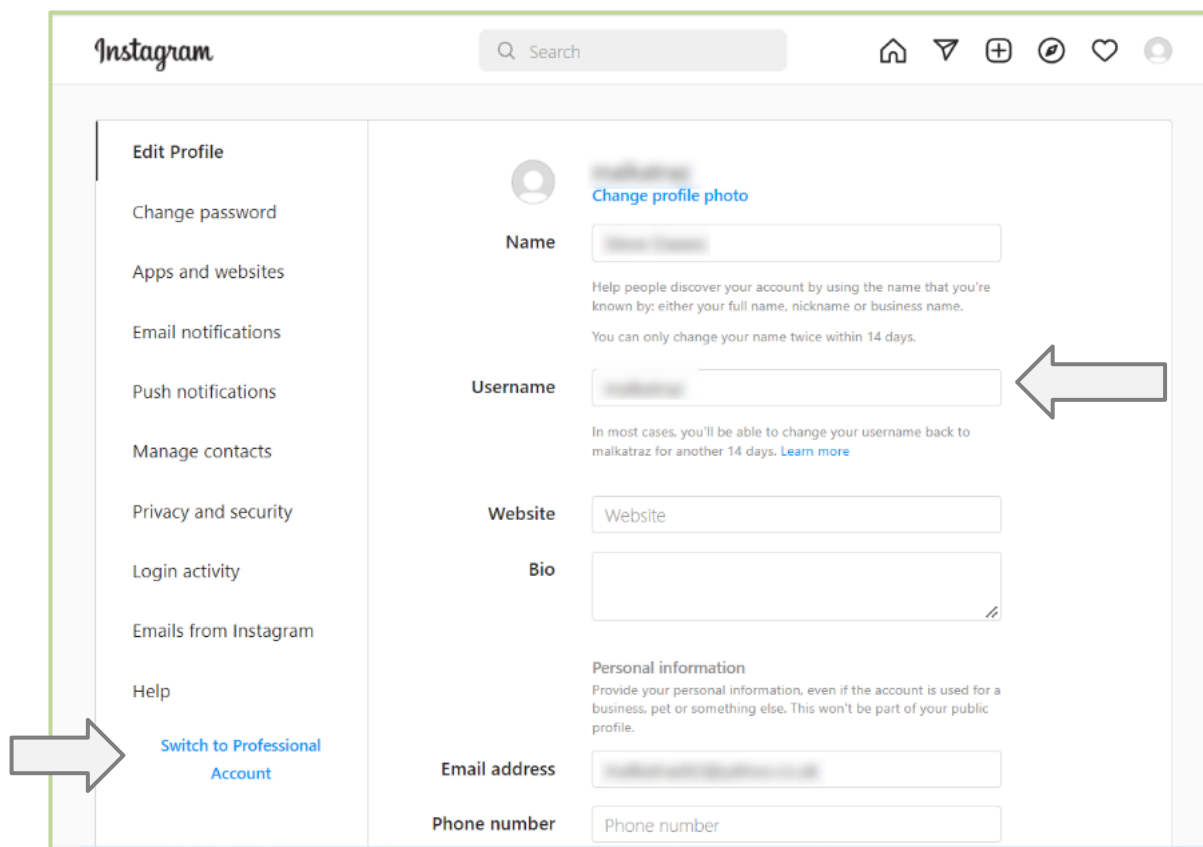 Instagram
Search
Edit Profile
Change password
Apps and websites
Email notifications
Push notifications
Manage contacts
Privacy and security
Login activity
Emails from Instagram
Help
Switch to Professional
Account
Change profile photo
Name
Help people discover your account by using the name that you're
known by: either your full name, nickname or business name.
You can only change your name twice within 14 days.
Username
In most cases, you'll be able to change your username back to
malkatraz for another 14 days. Learn more
Website
Website
Bio
Personal information
Provide your personal information, even if the account is used for a
business, pet or something else. This won't be part of your public
profile.
Email address
Phone number
Phone number